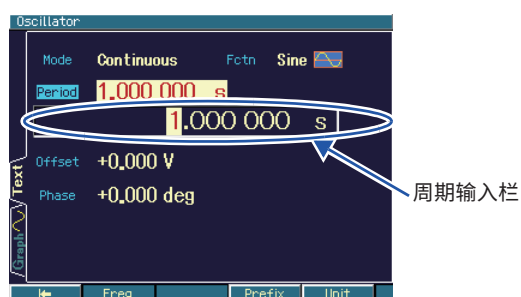 Oscillator
Mode Continuous Fctn Sine
Period 1.000 000 s
1.000 000 s
Offset +0.000 V
Phase +0.000 deg
Text
Graph
周期输入栏
Freq Prefix Unit